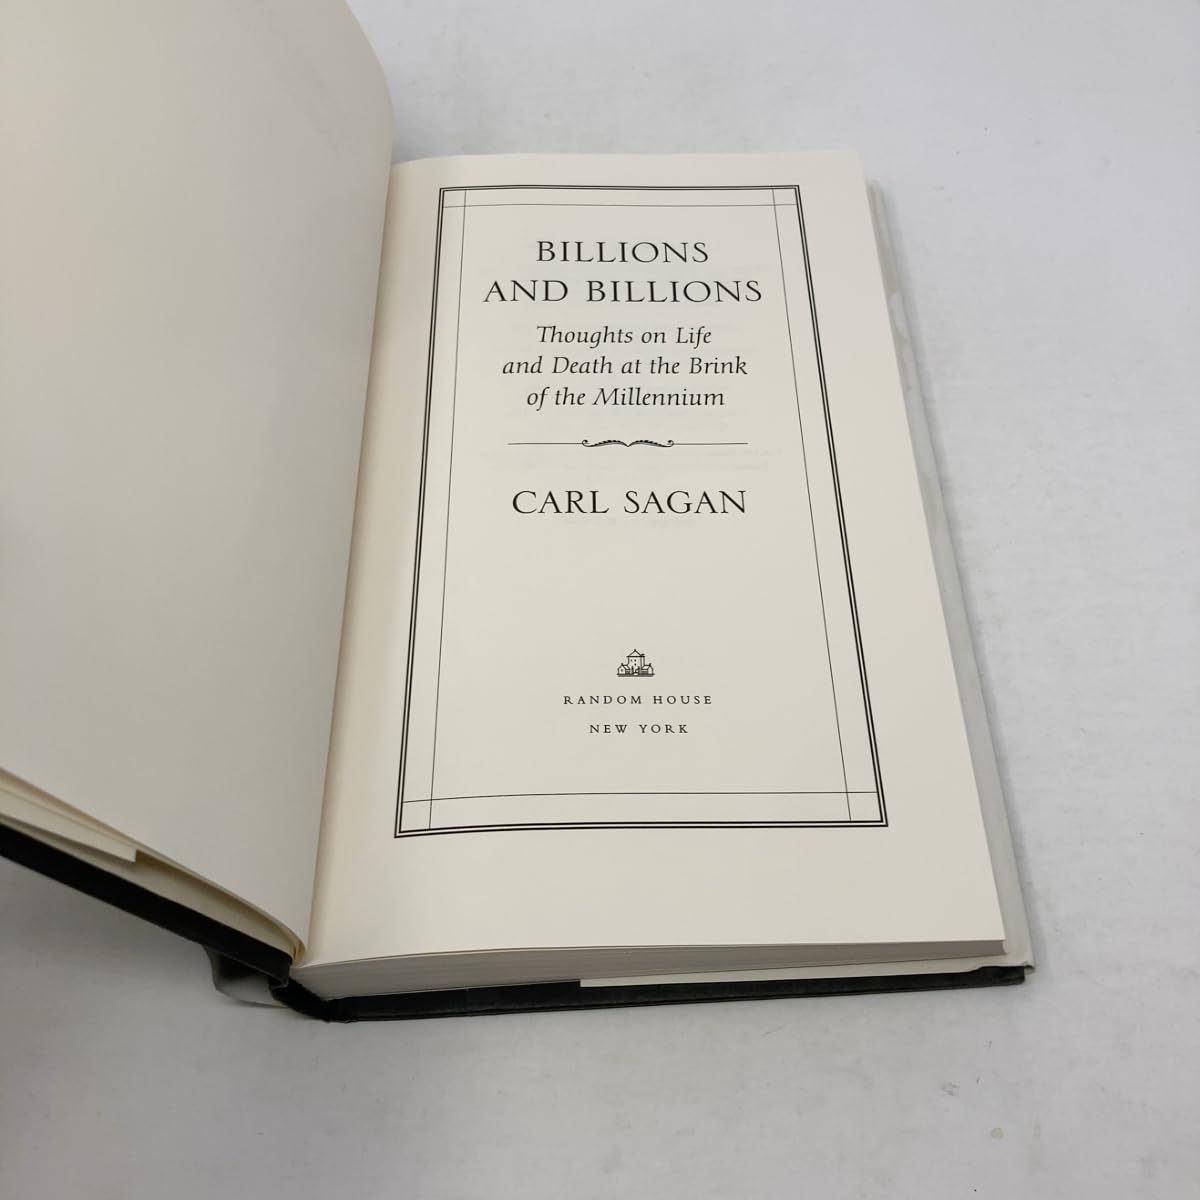 BILLIONS
AND BILLIONS
Thoughts on Life
and Death at the Brink
of the Millennium
CARL SAGAN
RANDOM HOUSE
NEW YORK